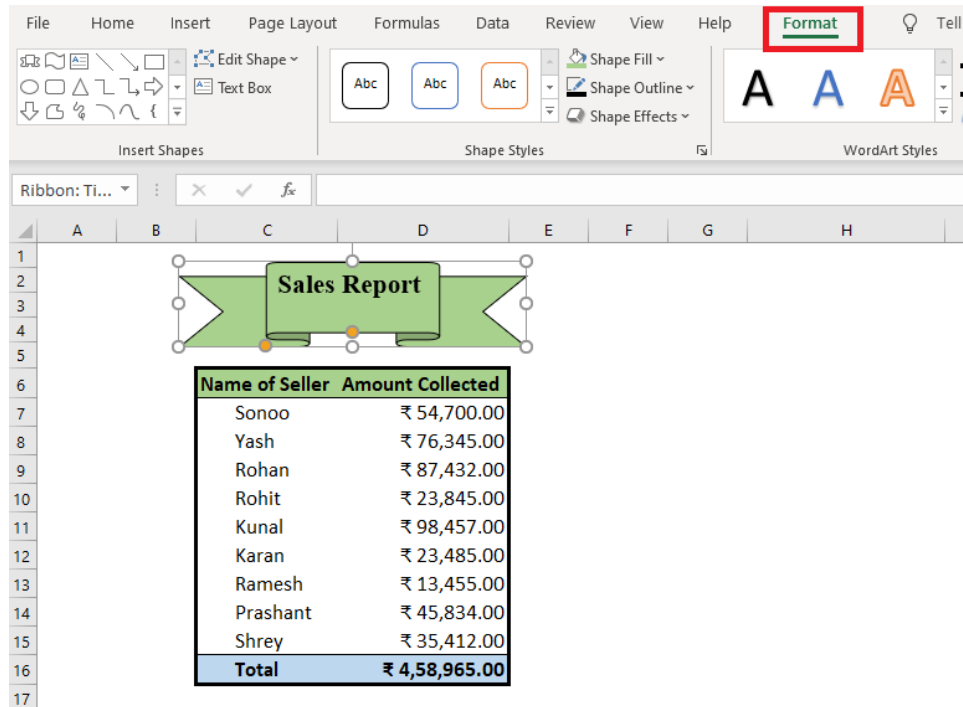 File Home Insert Page Layout Formulas Data Review View Help Format Tell
Edit Shape
Text Box
Abc Abc Abc
Shape Fill
Shape Outline
Shape Effects
A A A
Insert Shapes Shape Styles WordArt Styles
Ribbon: Ti... fx
A B C D E F G H
1
2 Sales Report
3
4
5
6 Name of Seller Amount Collected
7 Sonoo ₹ 54,700.00
8 Yash ₹ 76,345.00
9 Rohan ₹ 87,432.00
10 Rohit ₹ 23,845.00
11 Kunal ₹ 98,457.00
12 Karan ₹ 23,485.00
13 Ramesh ₹ 13,455.00
14 Prashant ₹ 45,834.00
15 Shrey ₹ 35,412.00
16 Total ₹ 4,58,965.00
17